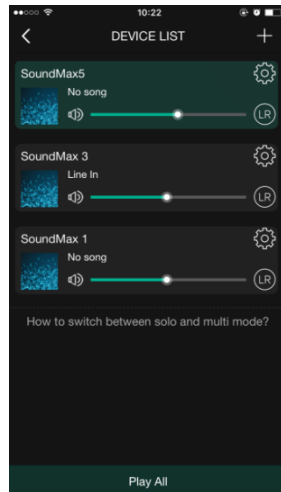 10:22
DEVICE LIST
SoundMax5
No song
LR
SoundMax 3
Line In
LR
SoundMax 1
No song
LR
How to switch between solo and multi mode?
Play All